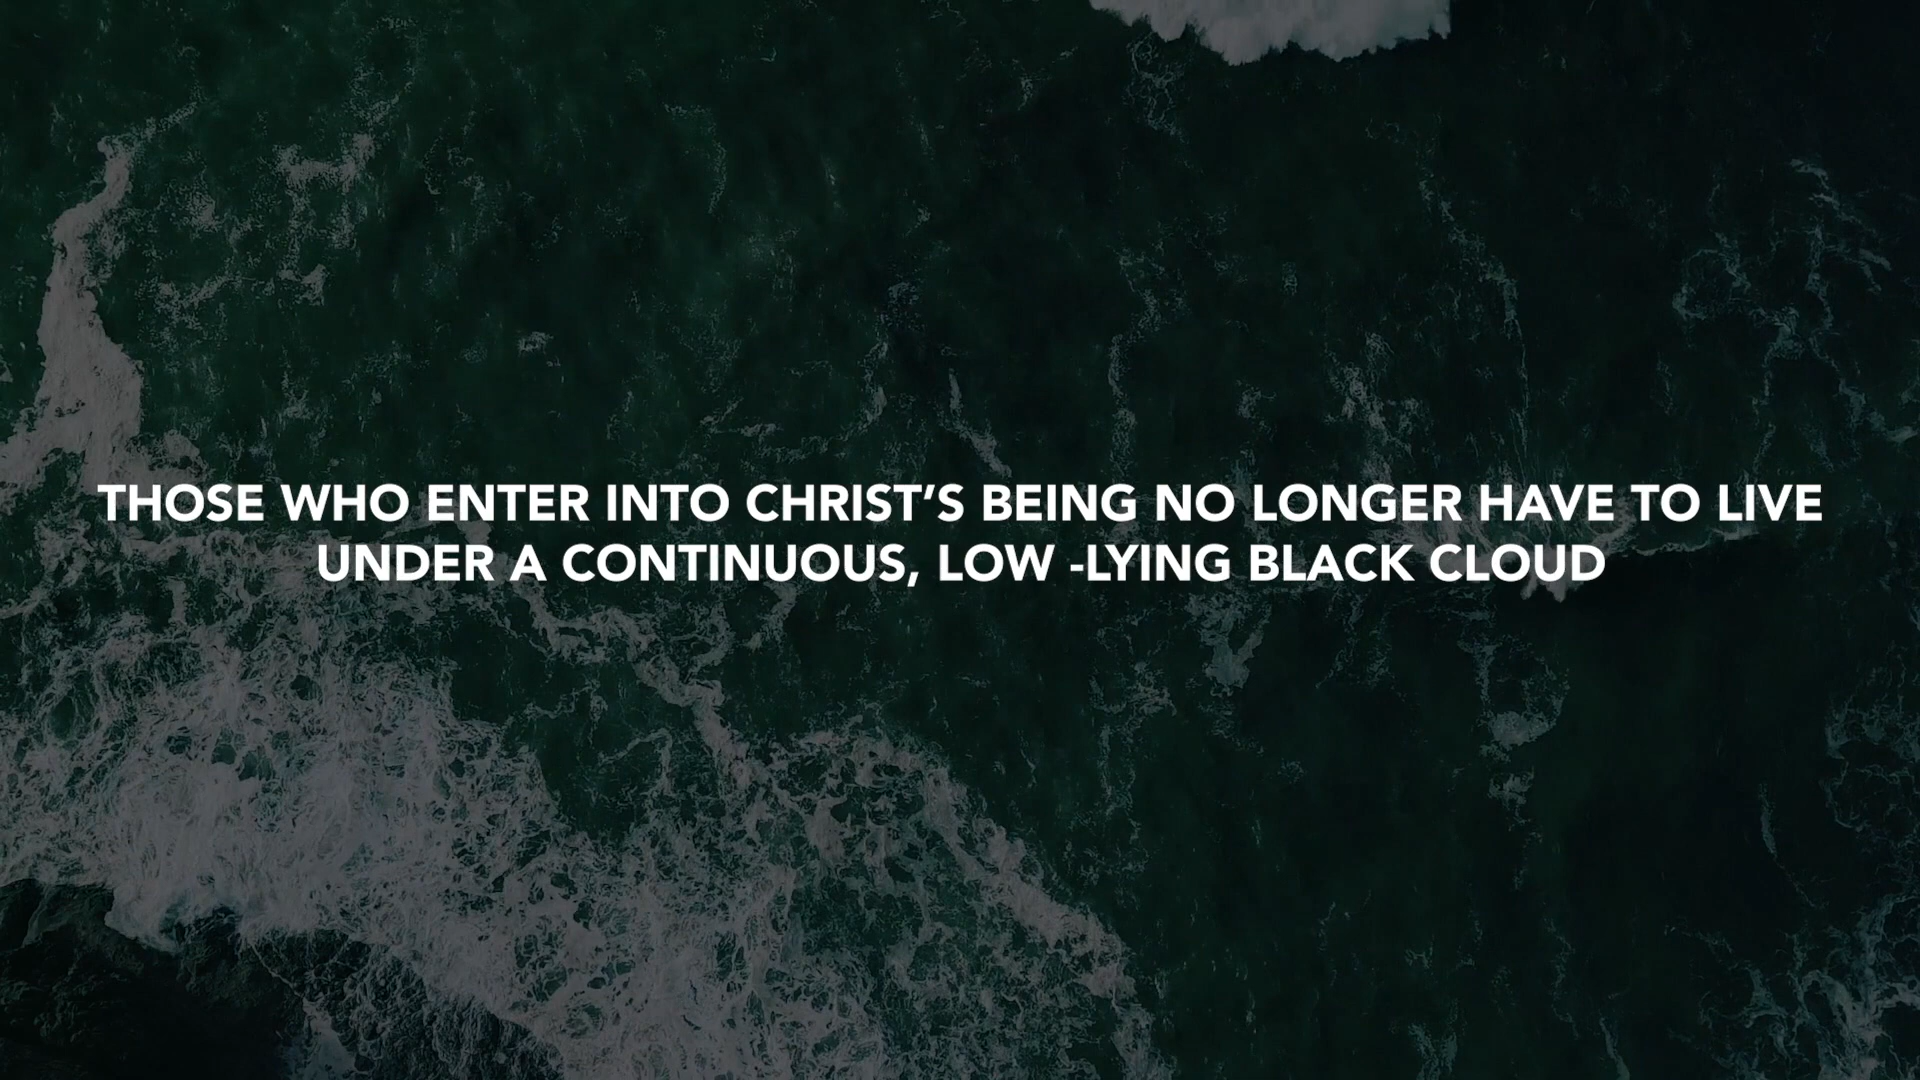 THOSE WHO ENTER INTO CHRIST’S BEING NO LONGER HAVE TO LIVE
UNDER A CONTINUOUS, LOW -LYING BLACK CLOUD